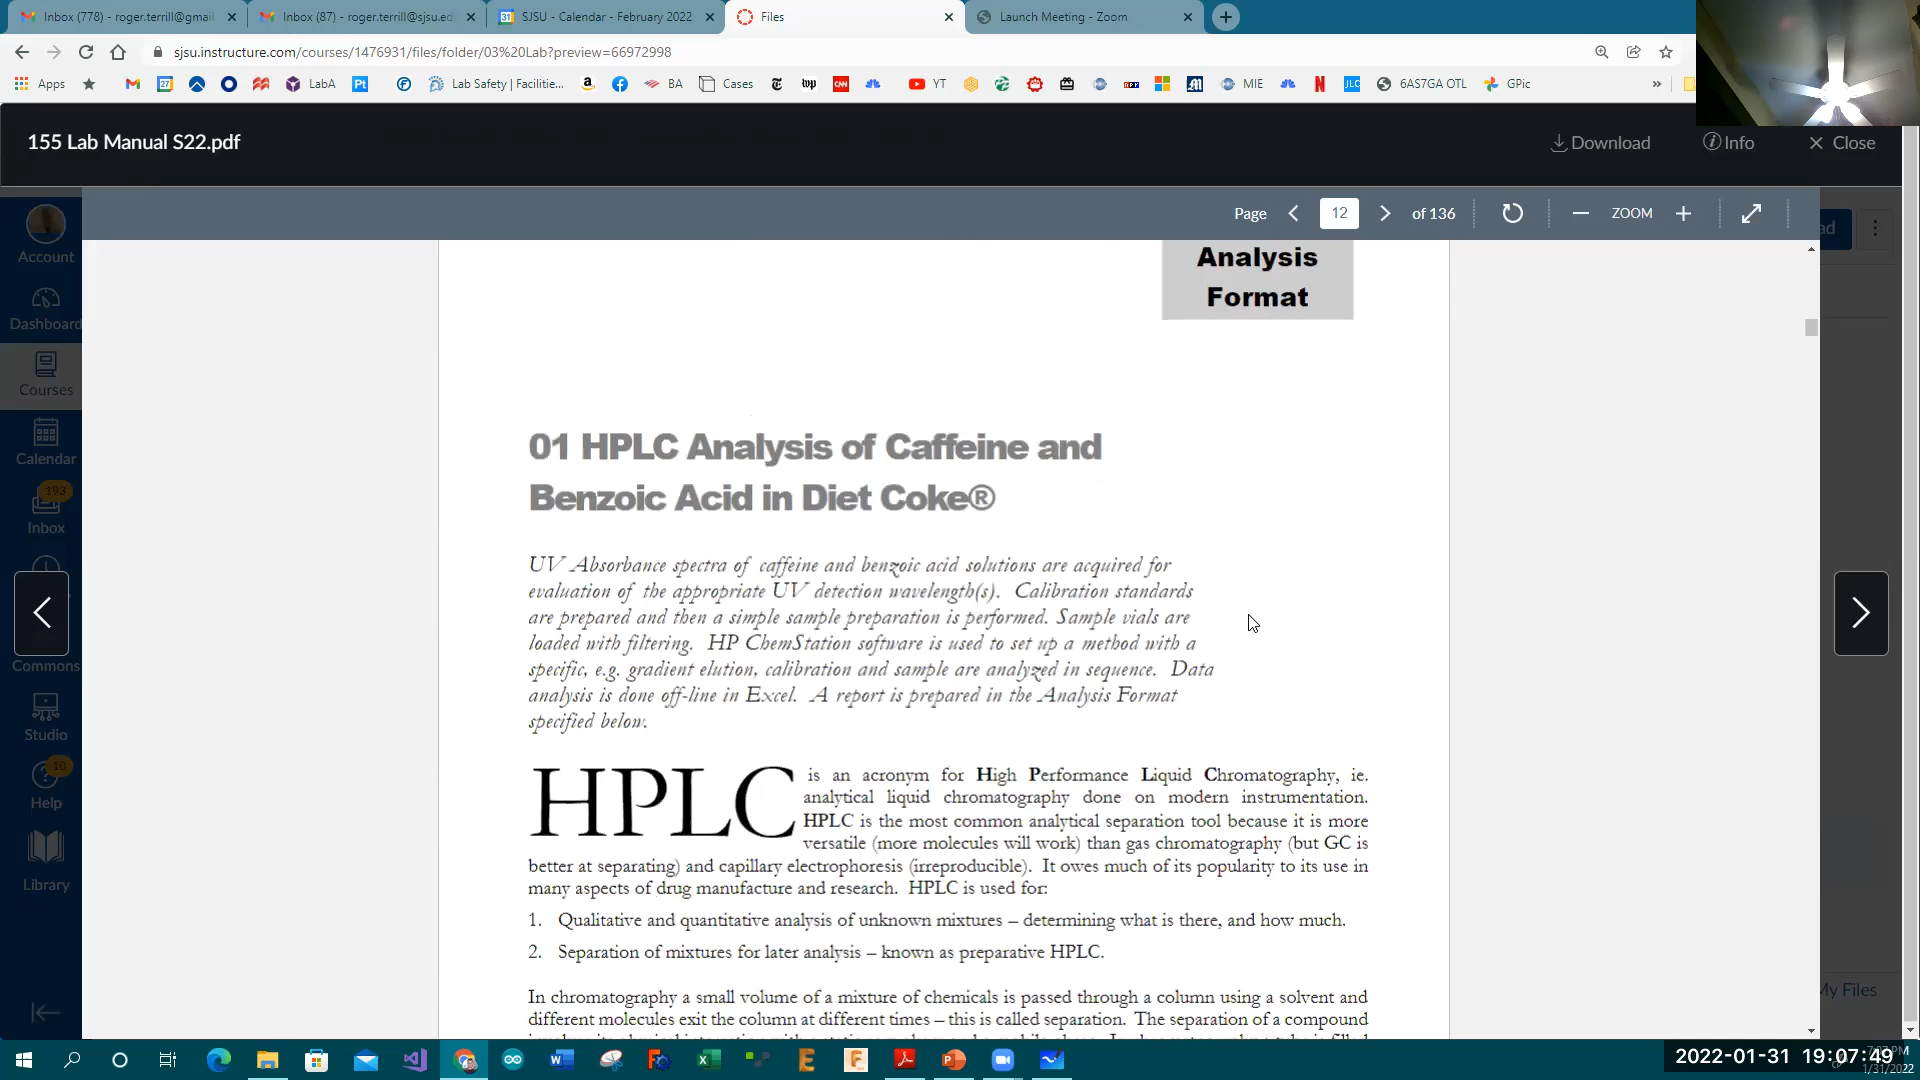 Inbox (778) - roger.terrill@gmai
Inbox (87) - roger.terrill@sjsu.ed
SJSU - Calendar - February 2022
Files
Launch Meeting - Zoom
sjsu.instructure.com/courses/1476931/files/folder/03%20Lab?preview=66972998
Apps
LabA
Lab Safety | Facilitie...
BA
Cases
YT
MIE
6AS7GA OTL
GPic
155 Lab Manual S22.pdf
Download
Info
Close
Page
12
of 136
ZOOM
Account
Dashboard
Courses
Calendar
193
Inbox
Commons
Studio
10
Help
Library
Analysis
Format
01 HPLC Analysis of Caffeine and
Benzoic Acid in Diet Coke®
UV Absorbance spectra of caffeine and benzoic acid solutions are acquired for
evaluation of the appropriate UV detection wavelength(s). Calibration standards
are prepared and then a simple sample preparation is performed. Sample vials are
loaded with filtering. HP ChemStation software is used to set up a method with a
specific, e.g. gradient elution, calibration and sample are analyzed in sequence. Data
analysis is done off-line in Excel. A report is prepared in the Analysis Format
specified below.
HPLC is an acronym for High Performance Liquid Chromatography, ie.
analytical liquid chromatography done on modern instrumentation.
HPLC is the most common analytical separation tool because it is more
versatile (more molecules will work) than gas chromatography (but GC is
better at separating) and capillary electrophoresis (irreproducible). It owes much of its popularity to its use in
many aspects of drug manufacture and research. HPLC is used for:
1. Qualitative and quantitative analysis of unknown mixtures – determining what is there, and how much.
2. Separation of mixtures for later analysis – known as preparative HPLC.
In chromatography a small volume of a mixture of chemicals is passed through a column using a solvent and
different molecules exit the column at different times – this is called separation. The separation of a compound
My Files
2022-01-31 19:07:49
1/31/2022